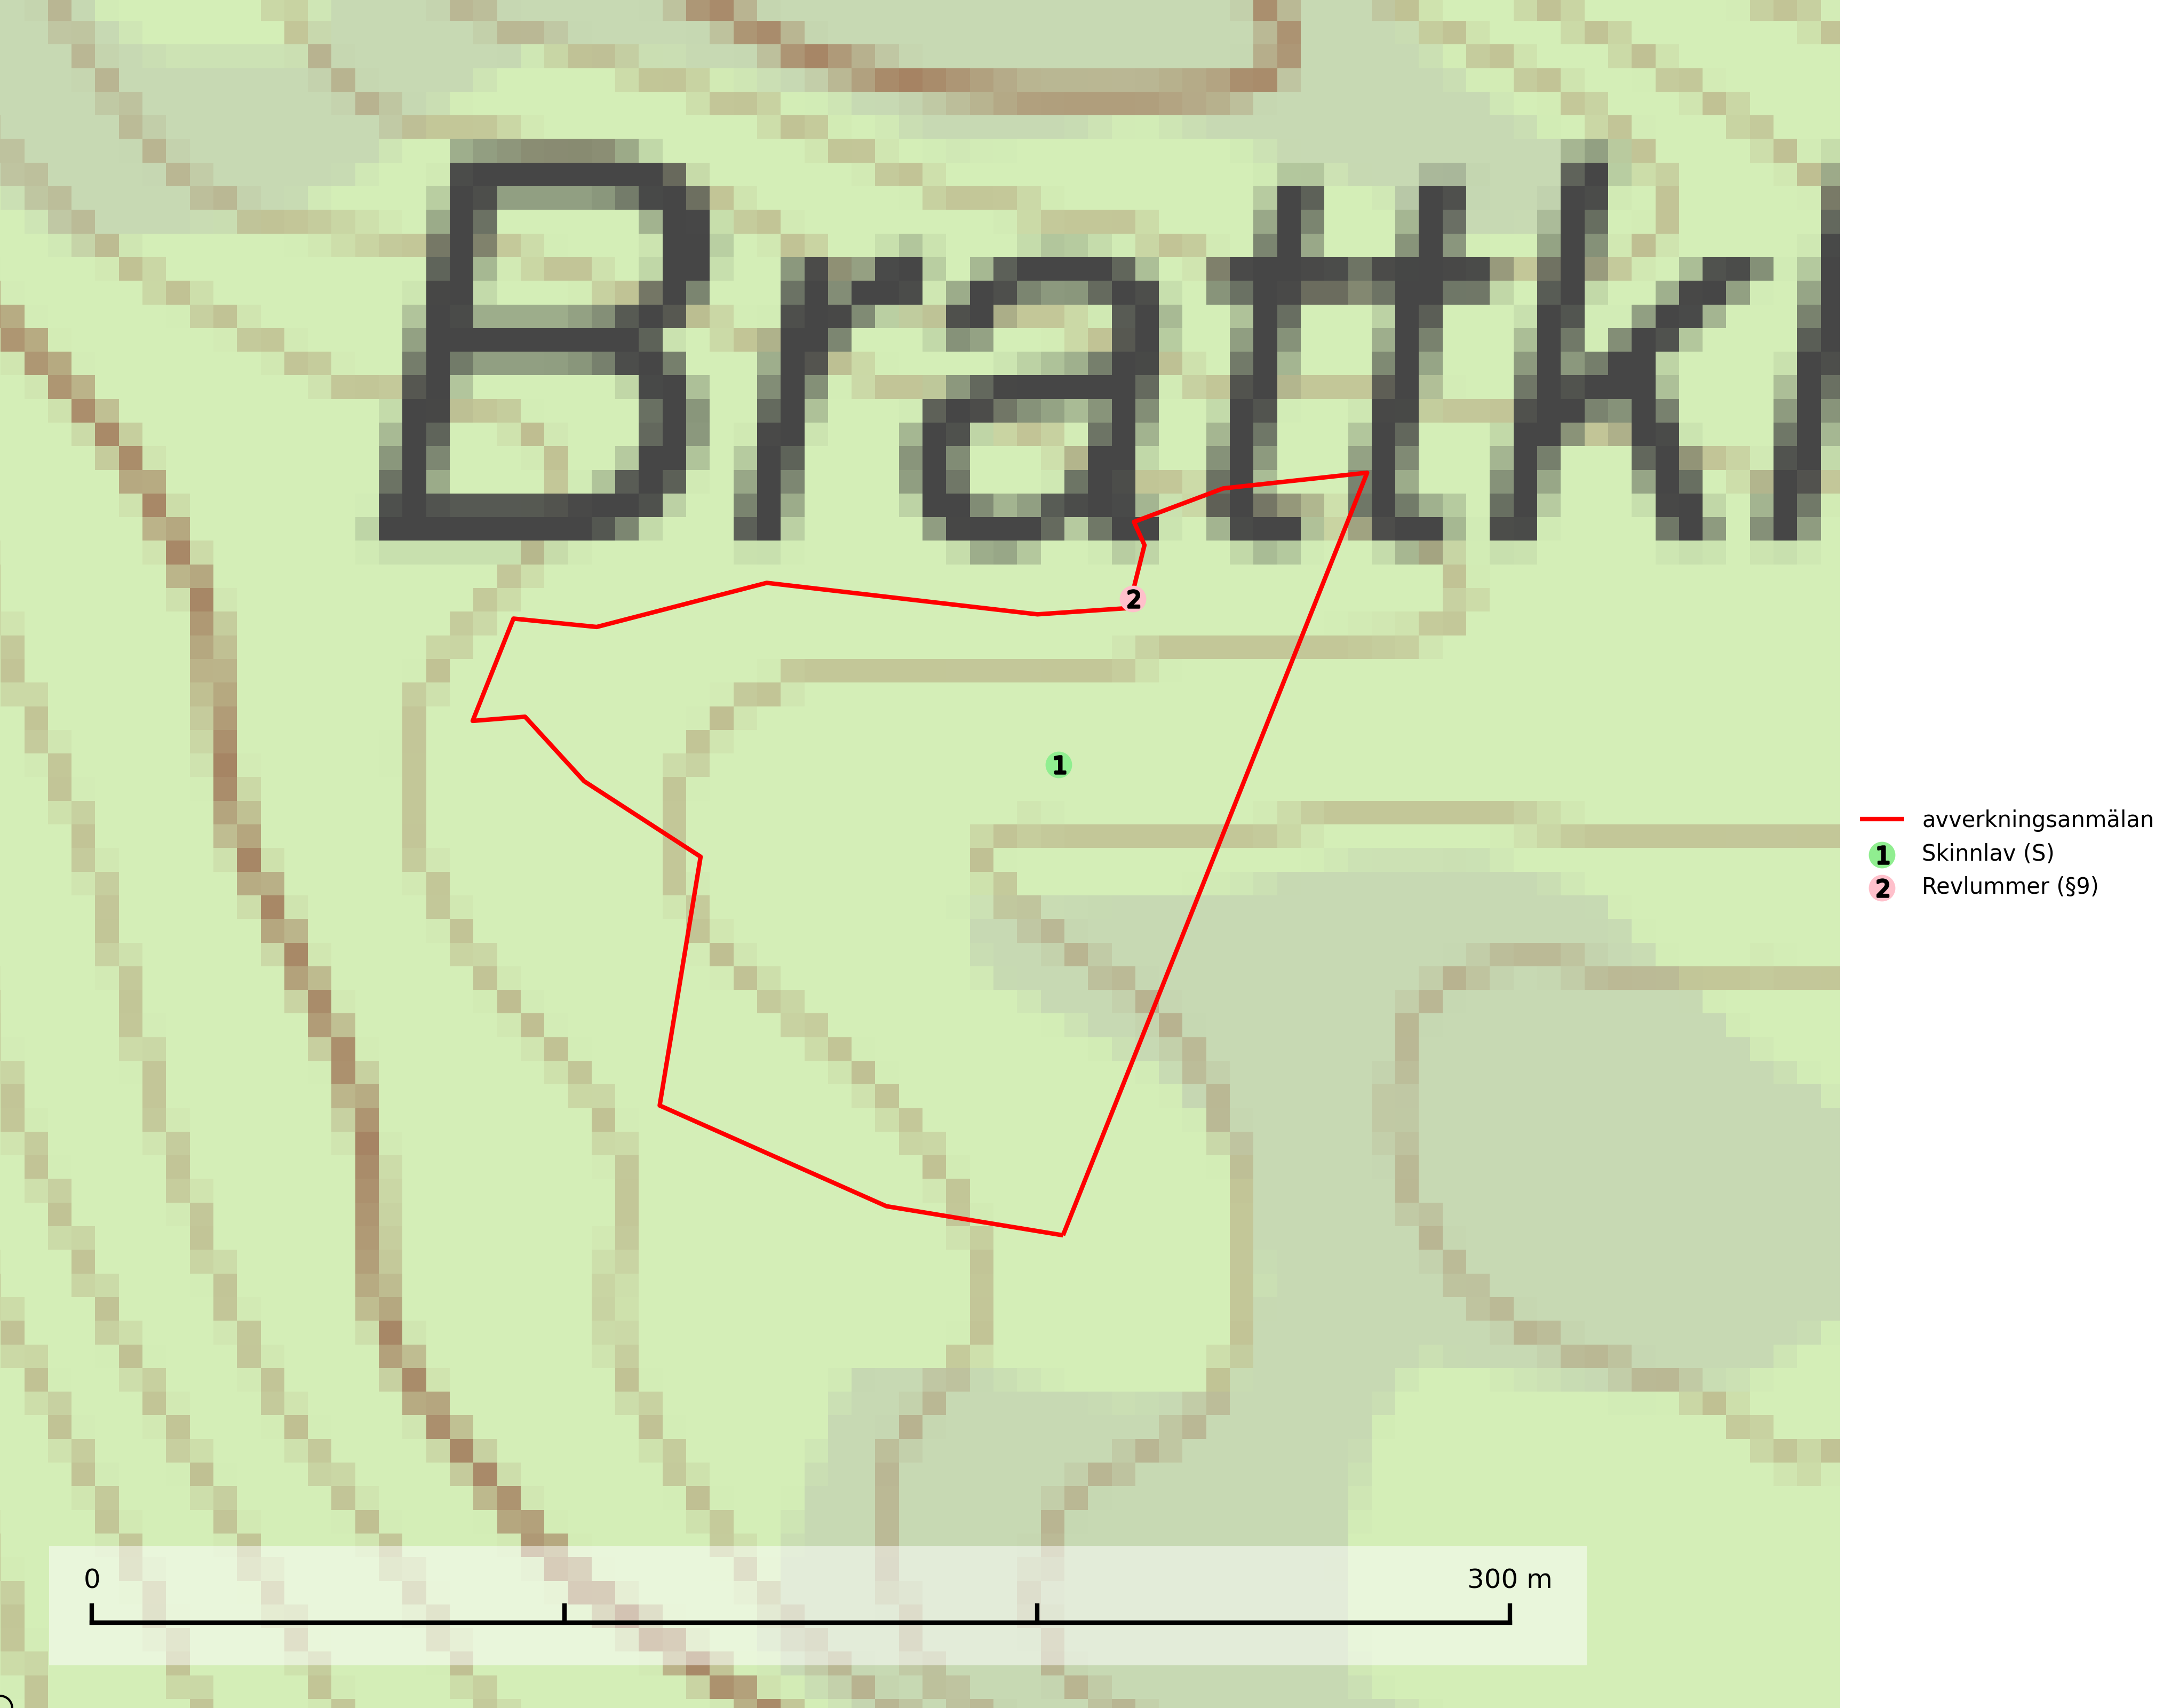 Brattk
2
1
avverkningsanmälan
1 Skinnlav (S)
2 Revlummer (§9)
0 300 m